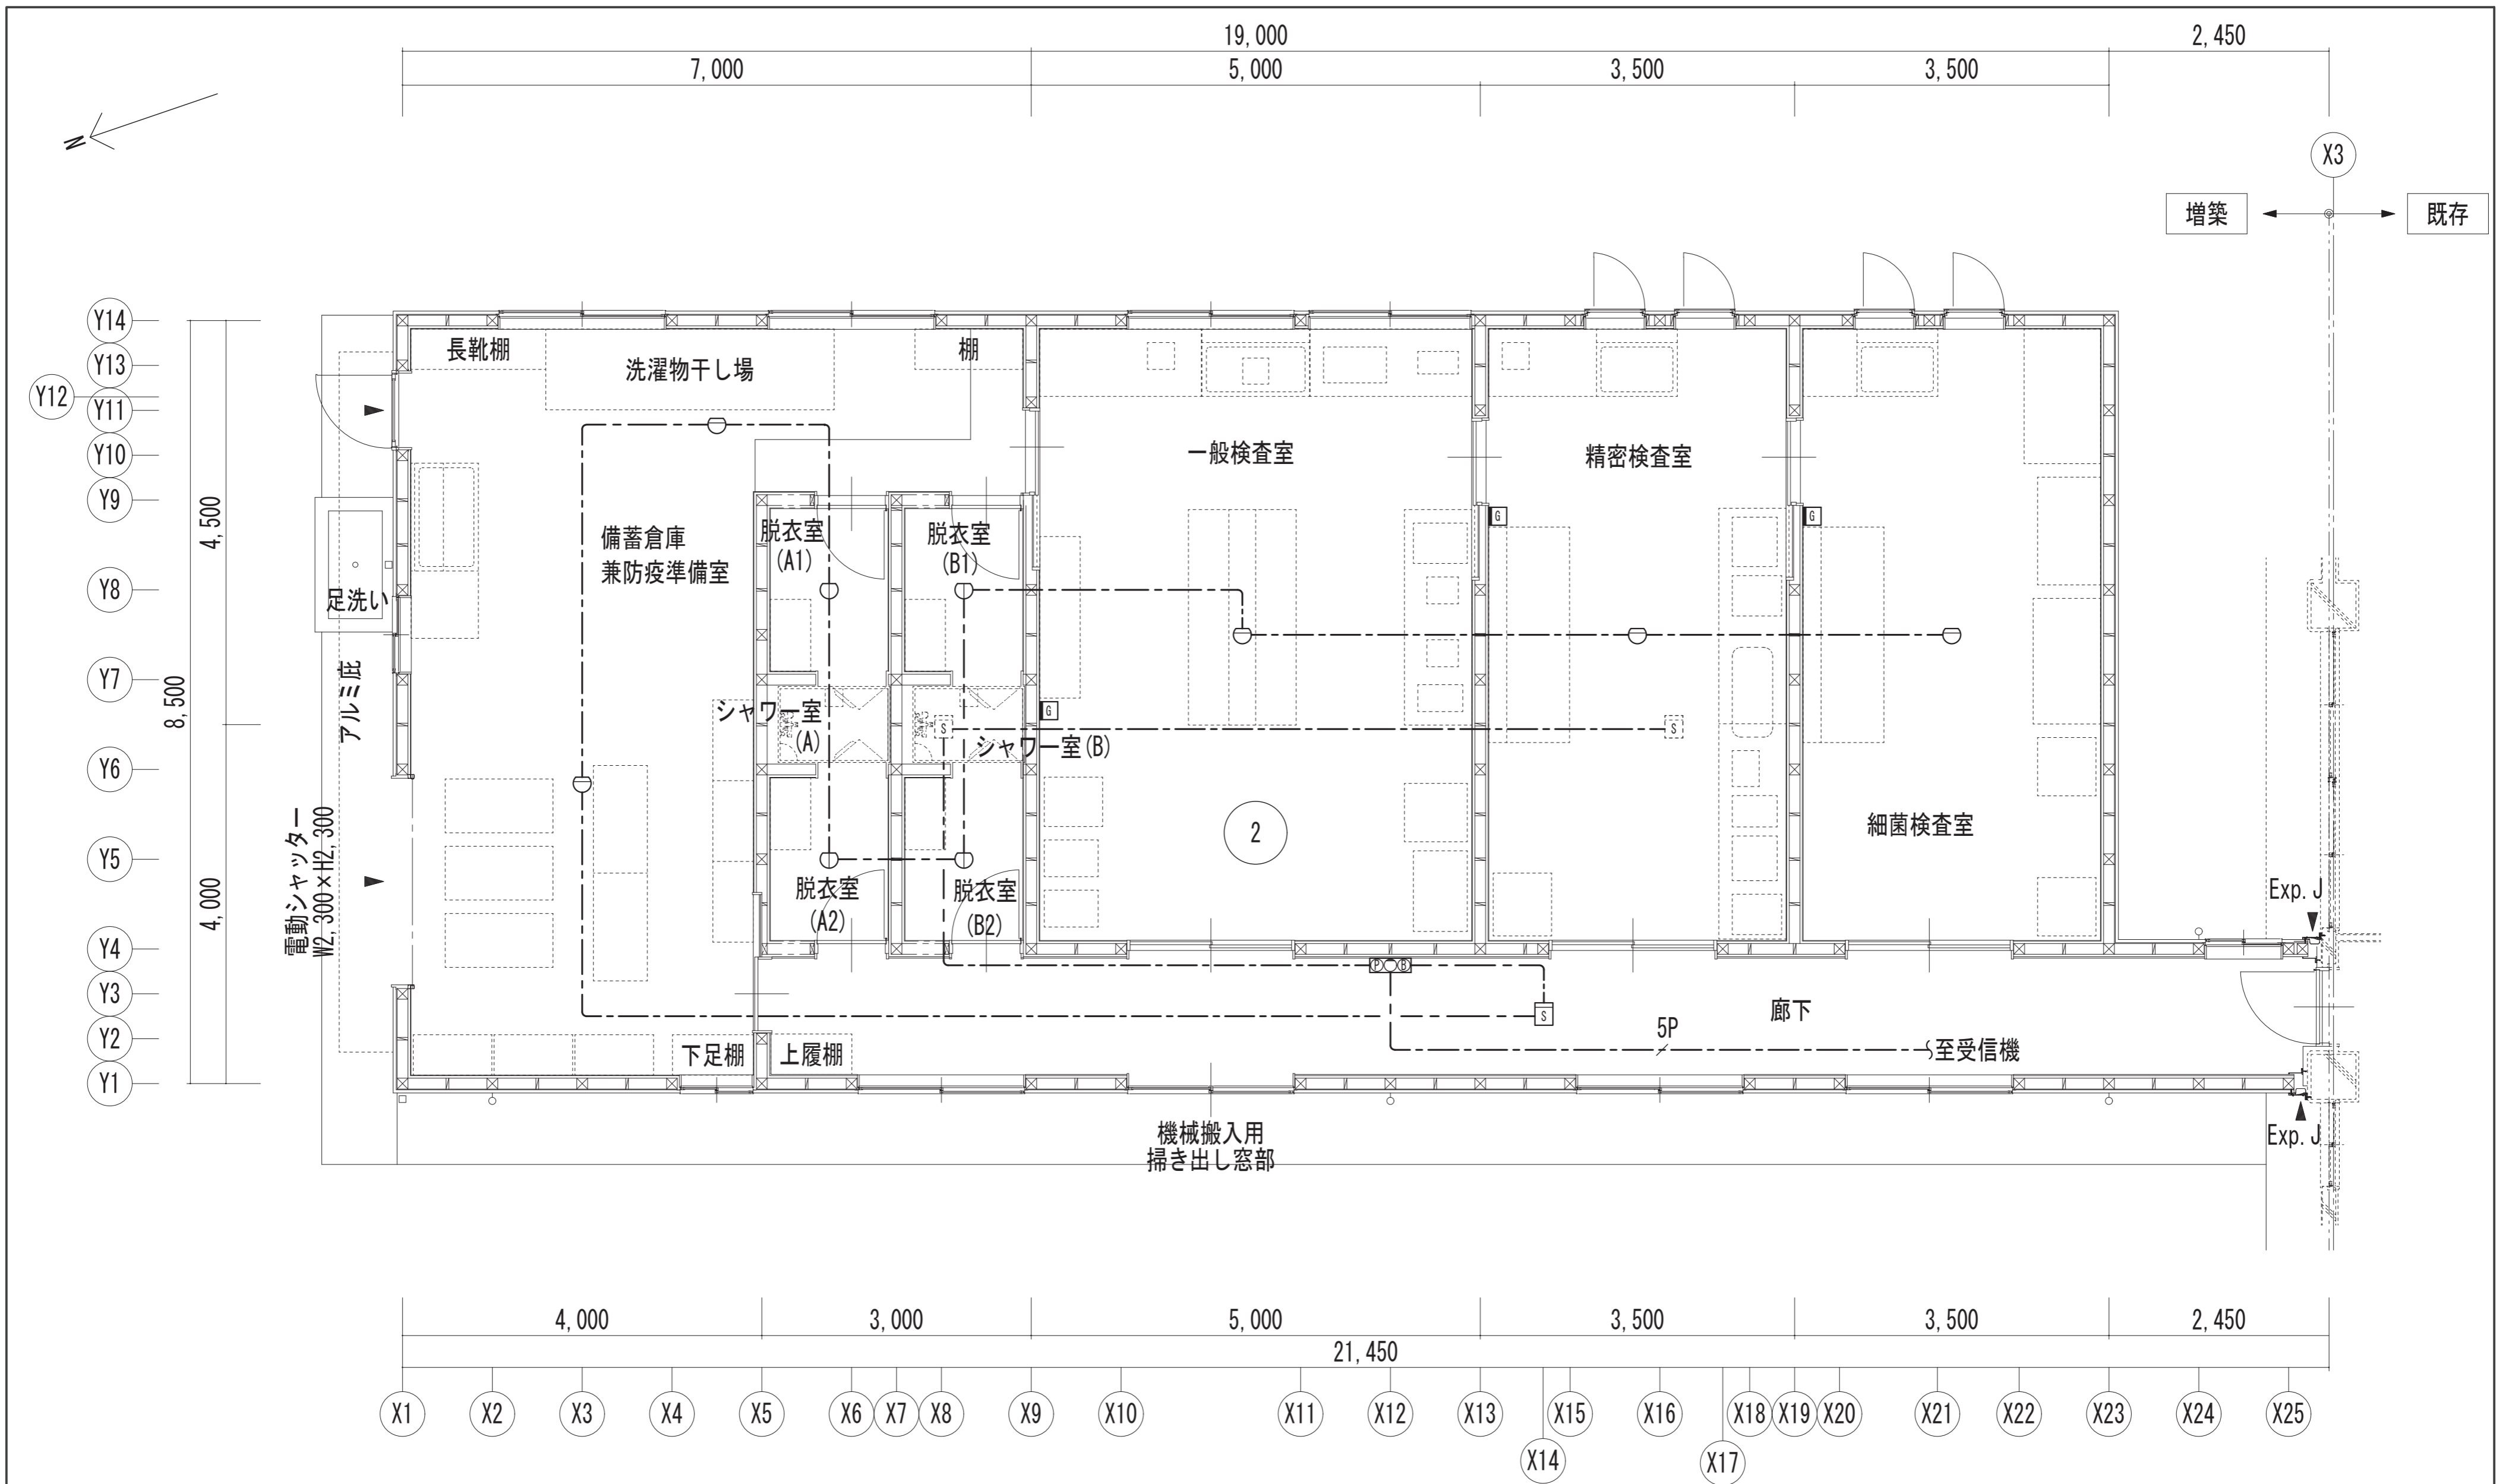 19,000
2,450
7,000
5,000
3,500
3,500
N
X3
増築
既存
Y14
Y13
Y12
Y11
Y10
Y9
Y8
Y7
Y6
Y5
Y4
Y3
Y2
Y1
4,500
8,500
4,000
長靴棚
洗濯物干し場
棚
一般検査室
精密検査室
備蓄倉庫
兼防疫準備室
脱衣室
(A1)
脱衣室
(B1)
G
G
足洗い
アルミ庇
シャワー室
(A)
G
S
シャワー室(B)
S
電動シャッター
W2,300×H2,300
2
細菌検査室
脱衣室
(A2)
脱衣室
(B2)
Exp.J
P
B
S
廊下
5P
至受信機
下足棚
上履棚
機械搬入用
掃き出し窓部
Exp.J
4,000
3,000
5,000
3,500
3,500
2,450
21,450
X1
X2
X3
X4
X5
X6
X7
X8
X9
X10
X11
X12
X13
X15
X16
X18
X19
X20
X21
X22
X23
X24
X25
X14
X17